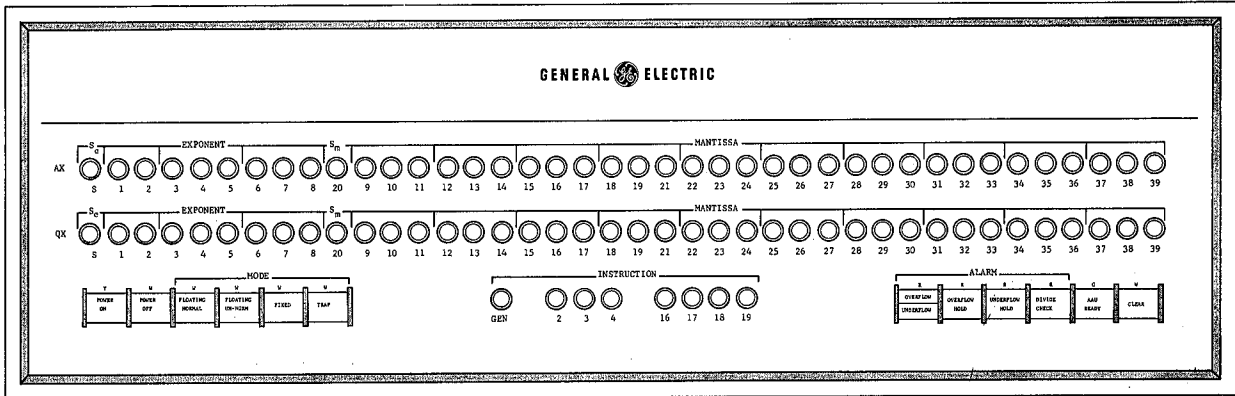 GENERAL GE ELECTRIC
Se EXPONENT Sm MANTISSA
AX
S 1 2 3 4 5 6 7 8 20 9 10 11 12 13 14 15 16 17 18 19 21 22 23 24 25 26 27 28 29 30 31 32 33 34 35 36 37 38 39
Se EXPONENT Sm MANTISSA
QX
S 1 2 3 4 5 6 7 8 20 9 10 11 12 13 14 15 16 17 18 19 21 22 23 24 25 26 27 28 29 30 31 32 33 34 35 36 37 38 39
MODE
Y W W W W W
POWER ON
POWER OFF
FLOATING NORMAL
FLOATING UN-NORM
FIXED
TRAP
INSTRUCTION
GEN 2 3 4 16 17 18 19
ALARM
R R R R G W
OVERFLOW
UNDERFLOW
OVERFLOW HOLD
UNDERFLOW HOLD
DIVIDE CHECK
AAU READY
CLEAR